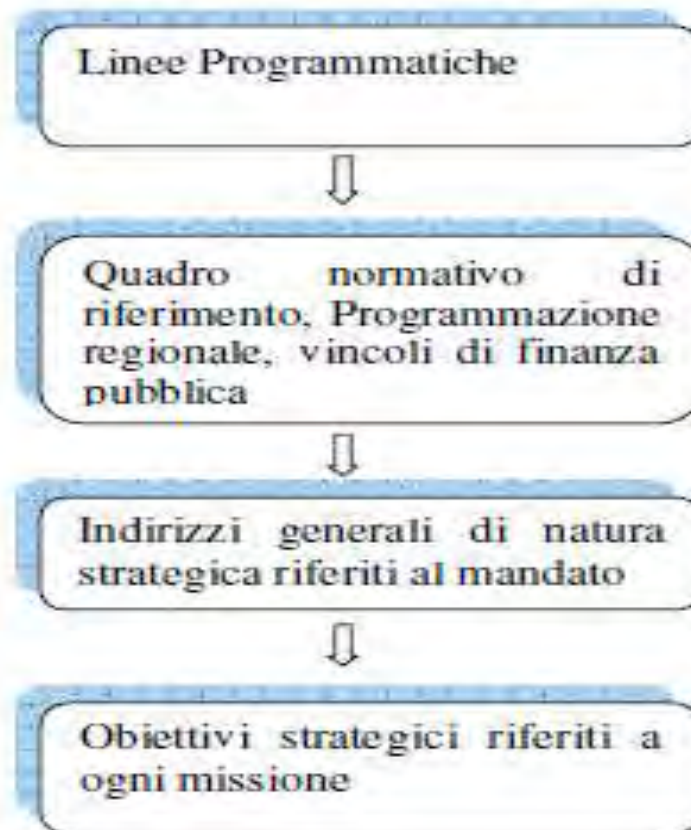 Linee Programmatiche
Quadro normativo di
riferimento, Programmazione
regionale, vincoli di finanza
pubblica
Indirizzi generali di natura
strategica riferiti al mandato
Obiettivi strategici riferiti a
ogni missione